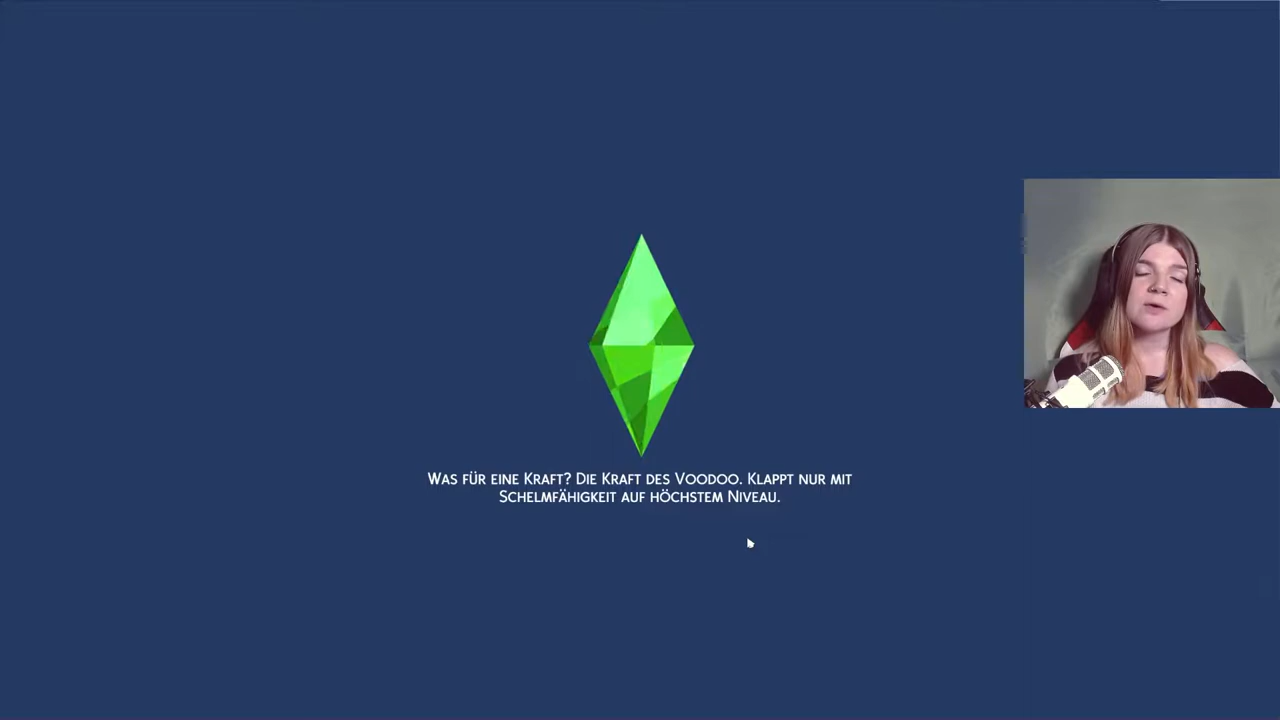 Was für eine Kraft? Die Kraft des Voodoo. Klappt nur mit
Schelmfähigkeit auf höchstem Niveau.